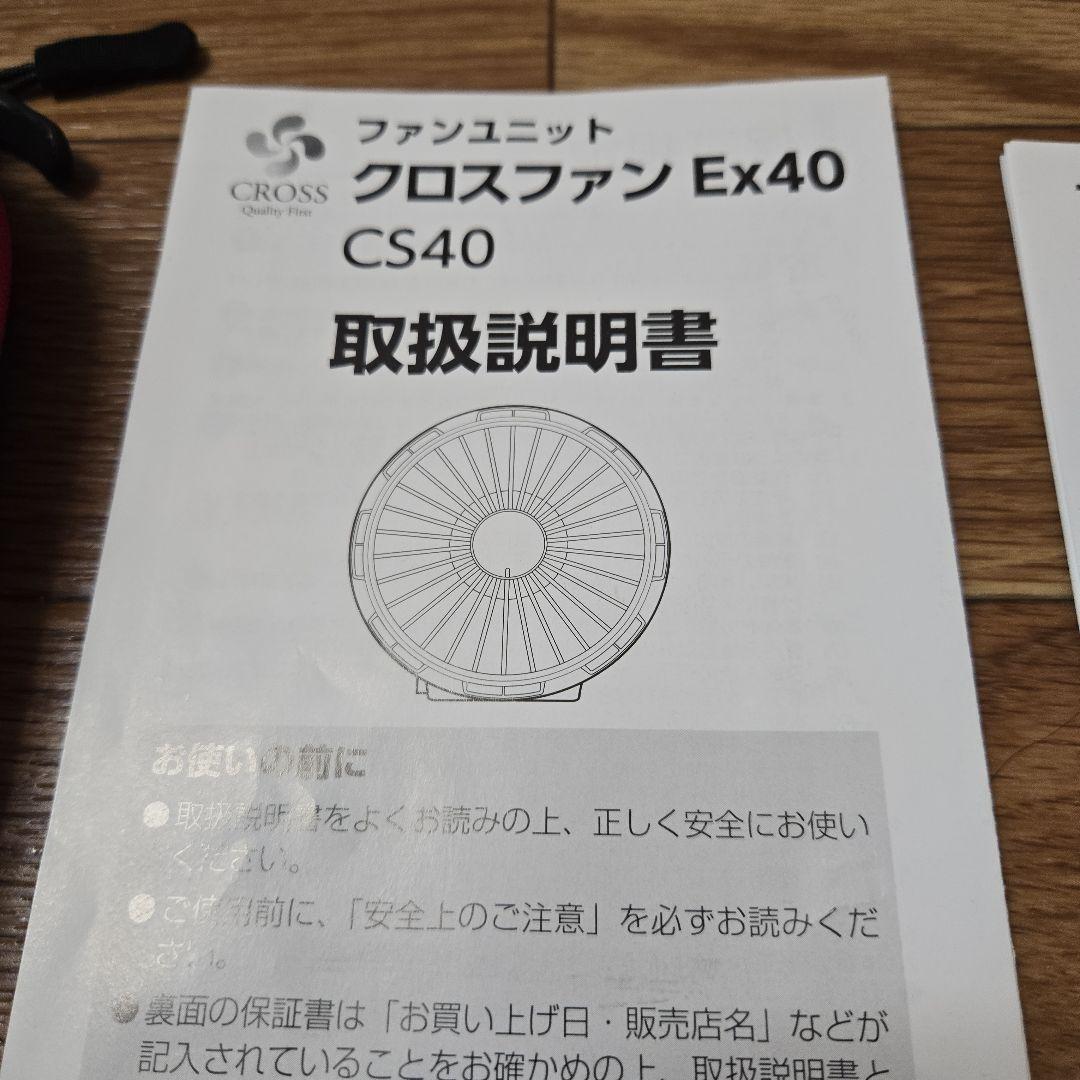 ファンユニット
CROSS
Quality First
クロスファン Ex40
CS40
取扱説明書
お使いの前に
●取扱説明書をよくお読みの上、正しく安全にお使い
ください。
●ご使用前に、「安全上のご注意」を必ずお読みくだ
さい。
●裏面の保証書は「お買い上げ日・販売店名」などが
記入されていることをお確かめの上、取扱説明書と